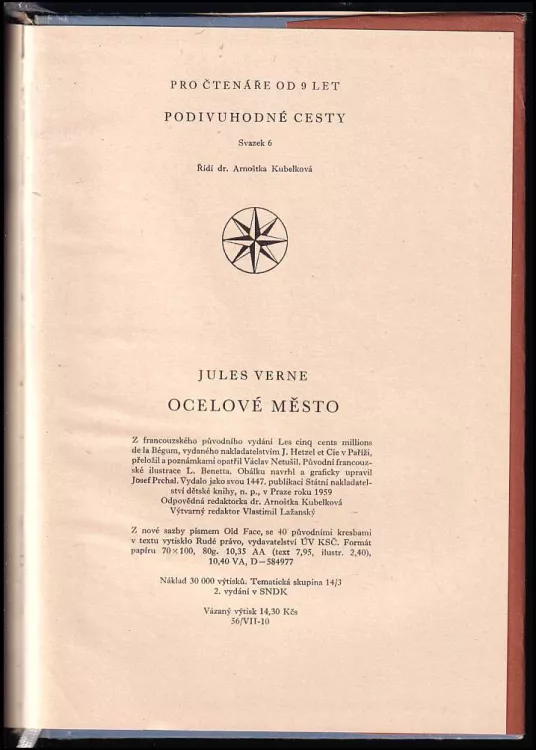 PRO ČTENÁŘE OD 9 LET
PODIVUHODNÉ CESTY
Svazek 6
Řídí dr. Arnoštka Kubelková
JULES VERNE
OCELOVÉ MĚSTO
Z francouzského původního vydání Les cinq cents millions
de la Bégum, vydaného nakladatelstvím J. Hetzel et Cie v Paříži,
přeložil a poznámkami opatřil Václav Netušil. Původní francouz-
ské ilustrace L. Benetta. Obálku navrhl a graficky upravil
Josef Prchal. Vydalo jako svou 1447. publikaci Státní nakladatel-
ství dětské knihy, n. p., v Praze roku 1959
Odpovědná redaktorka dr. Arnoštka Kubelková
Výtvarný redaktor Vlastimil Lažanský
Z nové sazby písmem Old Face, se 40 původními kresbami
v textu vytisklo Rudé právo, vydavatelství ÚV KSČ. Formát
papíru 70×100, 80g. 10,35 AA (text 7,95, ilustr. 2,40),
10,40 VA, D—584977
Náklad 30 000 výtisků. Tematická skupina 14/3
2. vydání v SNDK
Vázaný výtisk 14,30 Kčs
56/VII-10